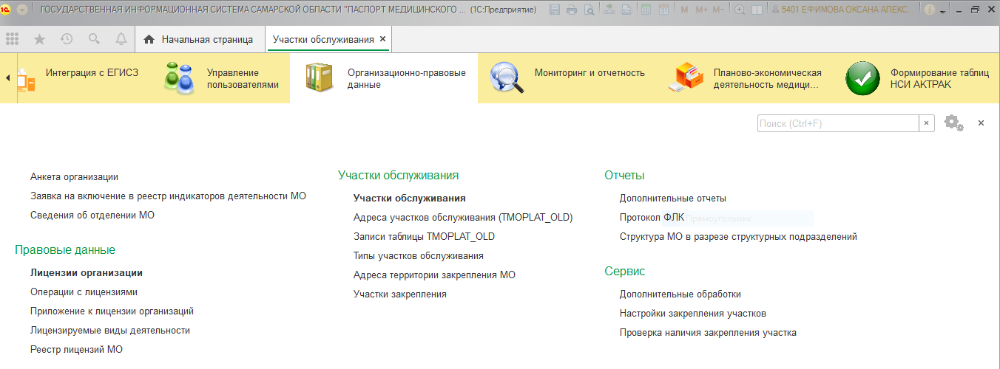 ГОСУДАРСТВЕННАЯ ИНФОРМАЦИОННАЯ СИСТЕМА САМАРСКОЙ ОБЛАСТИ "ПАСПОРТ МЕДИЦИНСКОГО ... (1С:Предприятие)
M M+ M-
5401 ЕФИМОВА ОКСАНА АЛЕКС...
Начальная страница
Участки обслуживания
Интеграция с ЕГИСЗ
Управление
пользователями
Организационно-правовые
данные
Мониторинг и отчетность
Планово-экономическая
деятельность медици...
Формирование таблиц
НСИ AKTPAK
Поиск (Ctrl+F)
Анкета организации
Заявка на включение в реестр индикаторов деятельности МО
Сведения об отделении МО
Правовые данные
Лицензии организации
Операции с лицензиями
Приложение к лицензии организаций
Лицензируемые виды деятельности
Реестр лицензий МО
Участки обслуживания
Участки обслуживания
Адреса участков обслуживания (TMOPLAT_OLD)
Записи таблицы TMOPLAT_OLD
Типы участков обслуживания
Адреса территории закрепления МО
Участки закрепления
Отчеты
Дополнительные отчеты
Протокол ФЛК
Прямоугольник
Структура МО в разрезе структурных подразделений
Сервис
Дополнительные обработки
Настройки закрепления участков
Проверка наличия закрепления участка